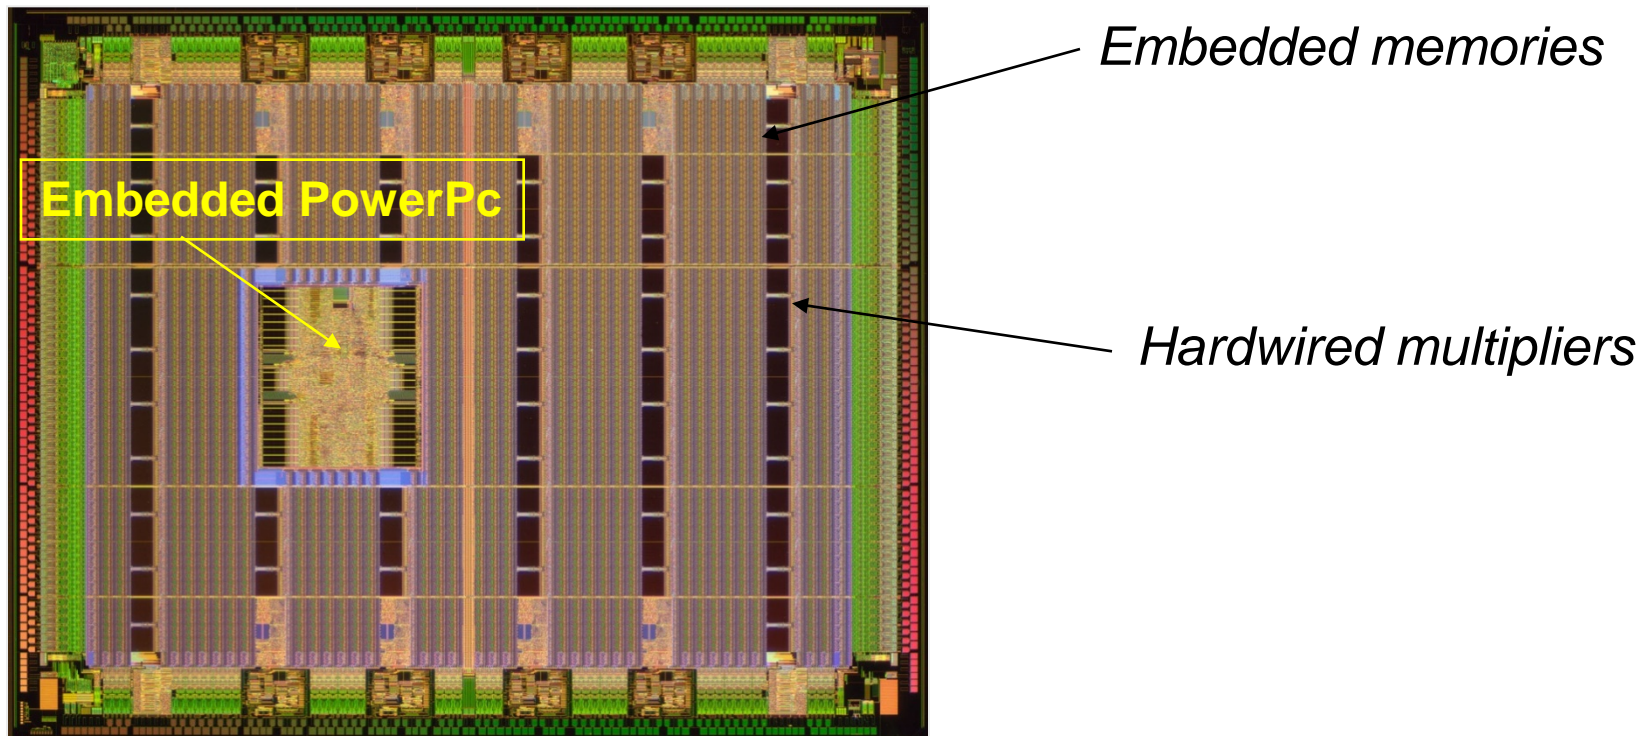 Embedded memories
Embedded PowerPc
Hardwired multipliers